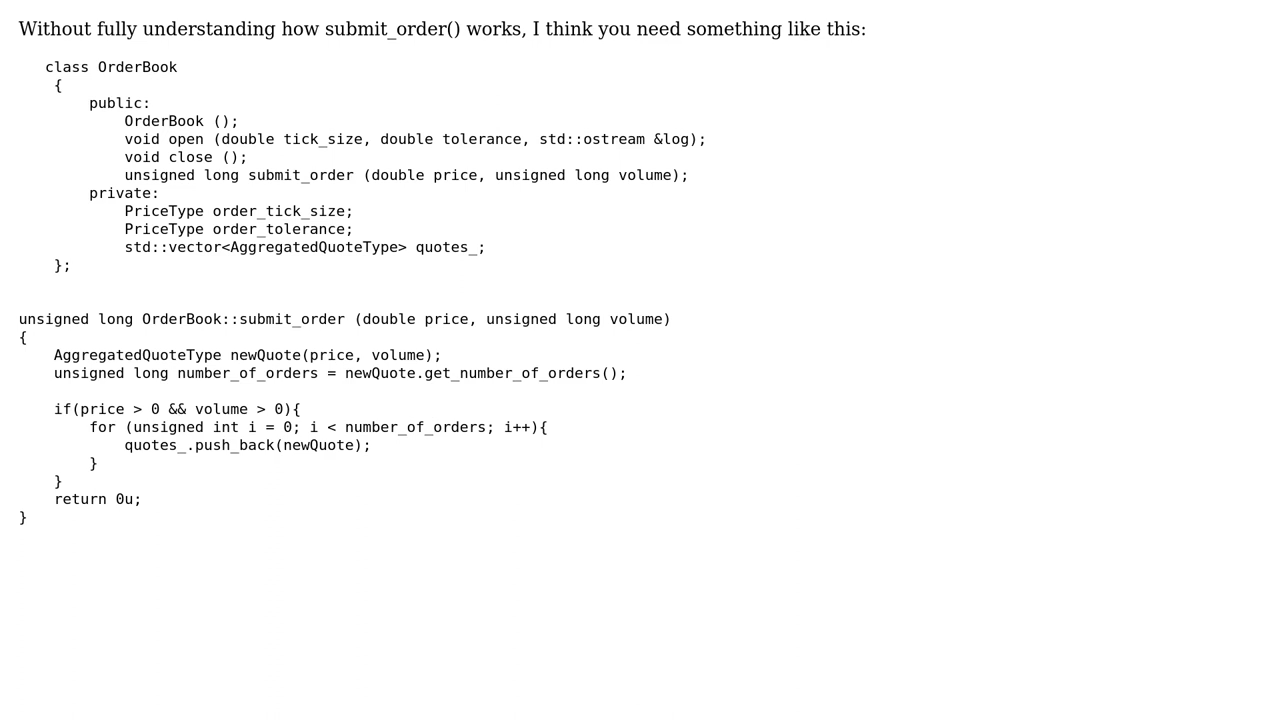 Without fully understanding how submit_order() works, I think you need something like this:
   class OrderBook
    {
        public:
            OrderBook ();
            void open (double tick_size, double tolerance, std::ostream &log);
            void close ();
            unsigned long submit_order (double price, unsigned long volume);
        private:
            PriceType order_tick_size;
            PriceType order_tolerance;
            std::vector<AggregatedQuoteType> quotes_;
    };
unsigned long OrderBook::submit_order (double price, unsigned long volume)
{
    AggregatedQuoteType newQuote(price, volume);
    unsigned long number_of_orders = newQuote.get_number_of_orders();
    if(price > 0 && volume > 0){
        for (unsigned int i = 0; i < number_of_orders; i++){
            quotes_.push_back(newQuote);
        }
    }
    return 0u;
}